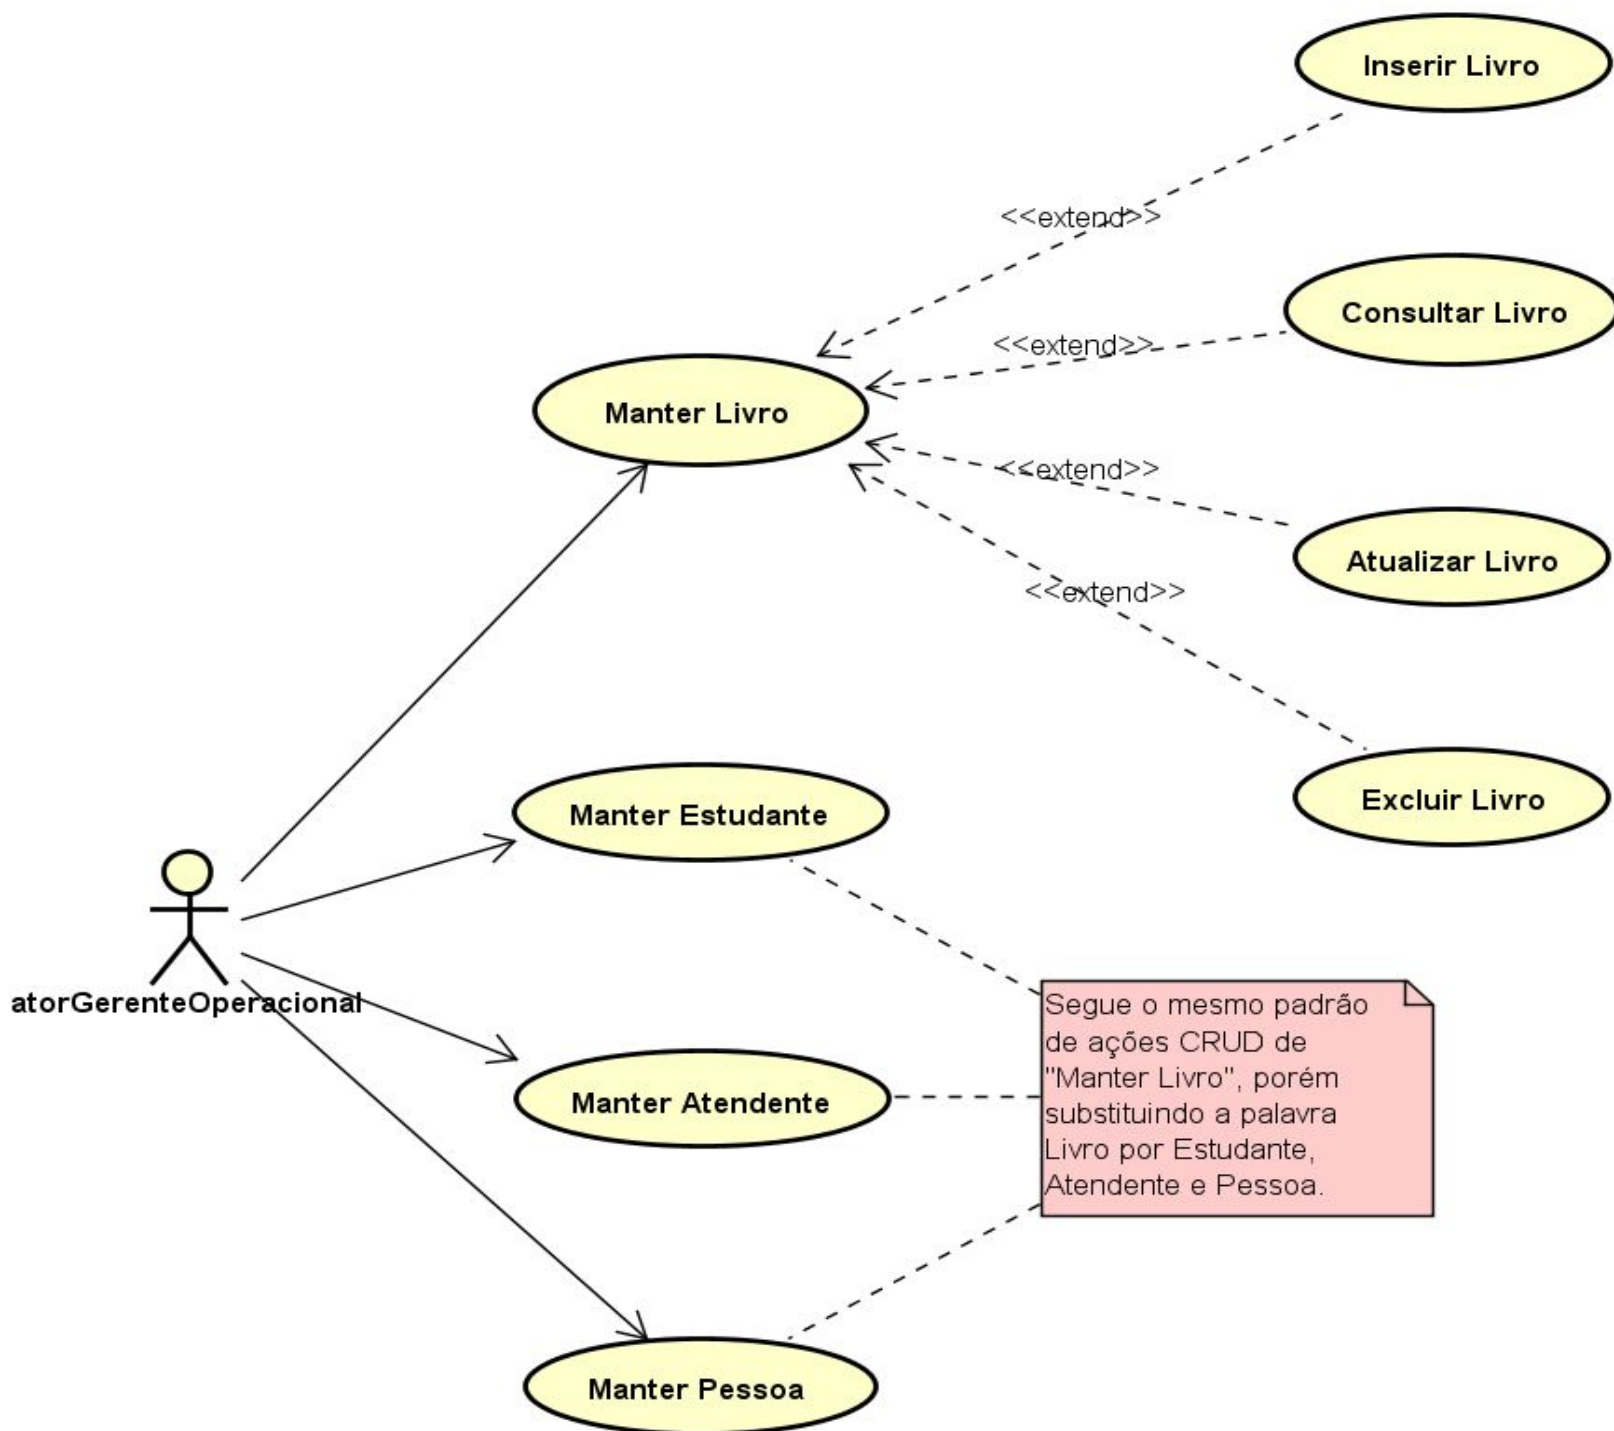 Inserir Livro
<<extend>>
Consultar Livro
<<extend>>
Manter Livro
<<extend>>
Atualizar Livro
<<extend>>
Excluir Livro
Manter Estudante
atorGerenteOperacional
Segue o mesmo padrão
de ações CRUD de
"Manter Livro", porém
substituindo a palavra
Livro por Estudante,
Atendente e Pessoa.
Manter Atendente
Manter Pessoa